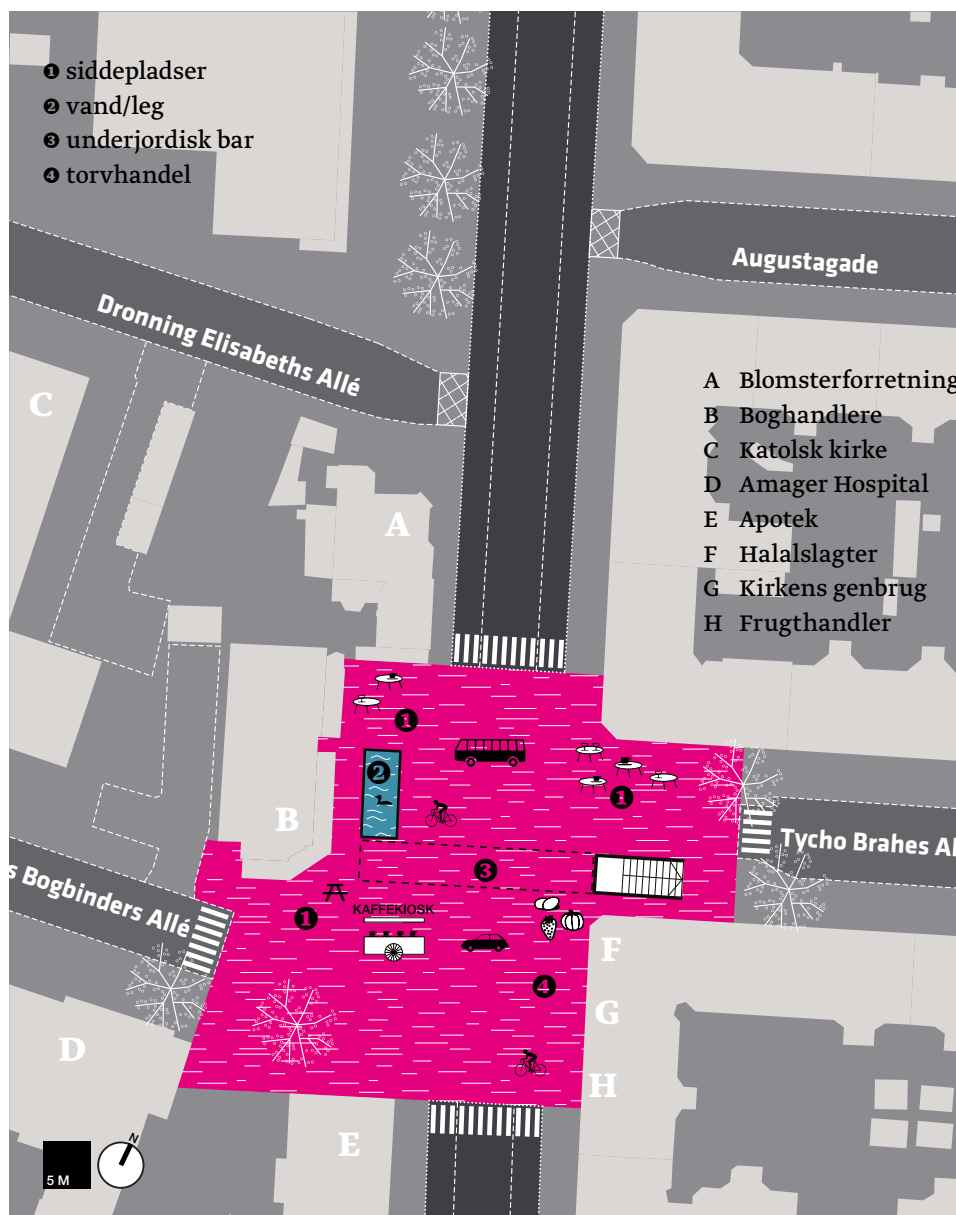 ❶ siddepladser
❷ vand/leg
❸ underjordisk bar
❹ torvhandel
Augustagade
Dronning Elisabeths Allé
A Blomsterforretning
B Boghandlere
C Katolsk kirke
D Amager Hospital
E Apotek
F Halalslagter
G Kirkens genbrug
H Frugthandler
C
A
1
2
1
B
Tycho Brahes Al
3
s Bogbinders Allé
1
KAFFEKIOSK
F
4
G
D
H
E
N
5 M